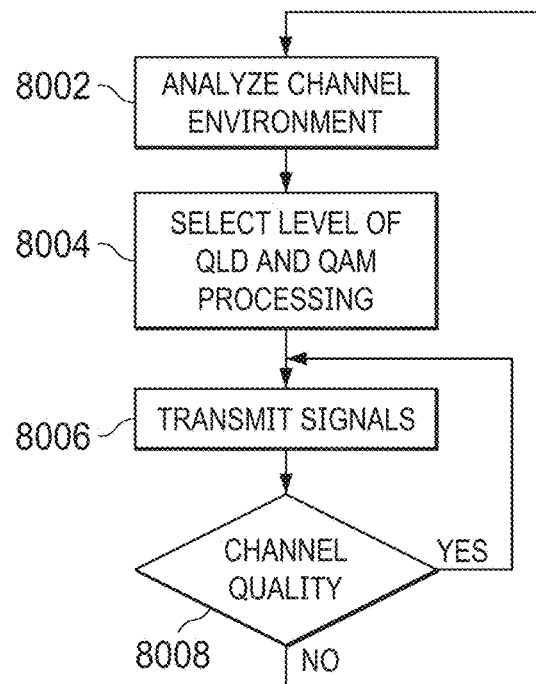 8002
ANALYZE CHANNEL
ENVIRONMENT
8004
SELECT LEVEL OF
QLD AND QAM
PROCESSING
8006
TRANSMIT SIGNALS
CHANNEL
QUALITY
YES
8008
NO